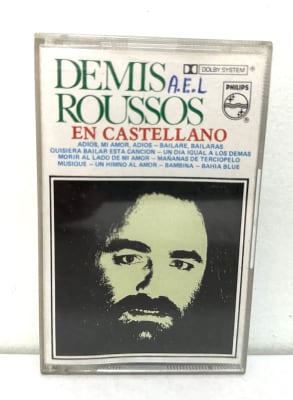 DEMIS
A.E.L
DOLBY SYSTEM
PHILIPS
ROUSSOS
EN CASTELLANO
ADIOS, MI AMOR, ADIOS - BAILARE, BAILARAS
QUISIERA BAILAR ESTA CANCION - UN DIA IGUAL A LOS DEMAS
MORIR AL LADO DE MI AMOR - MAÑANAS DE TERCIOPELO
MUSIQUE - UN HIMNO AL AMOR - BAMBINA - BAHIA BLUE